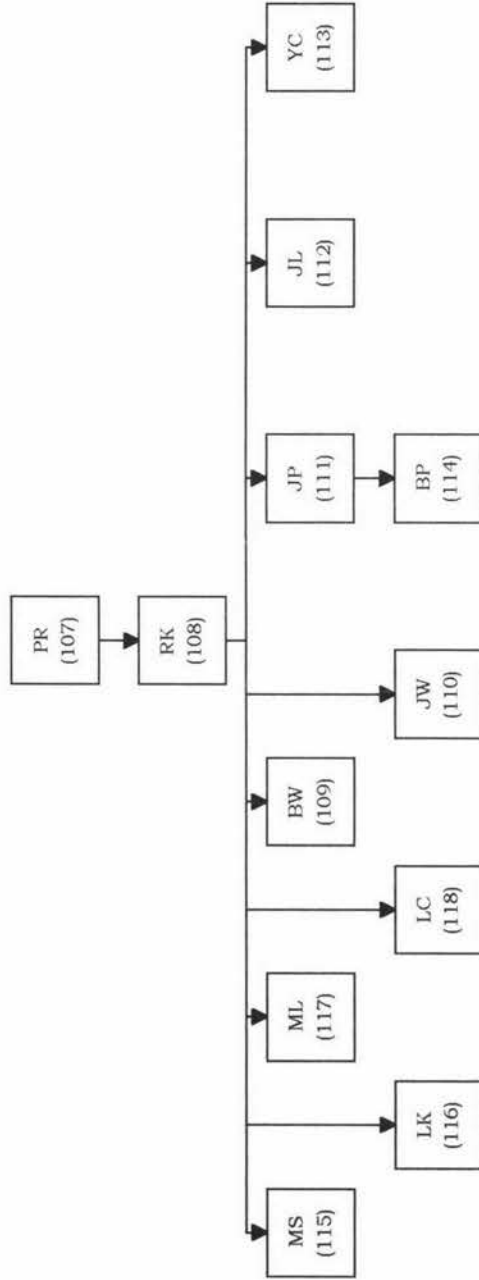 PR
(107)
RK
(108)
MS
(115)
ML
(117)
BW
(109)
JP
(111)
JL
(112)
YC
(113)
LK
(116)
LC
(118)
JW
(110)
BP
(114)